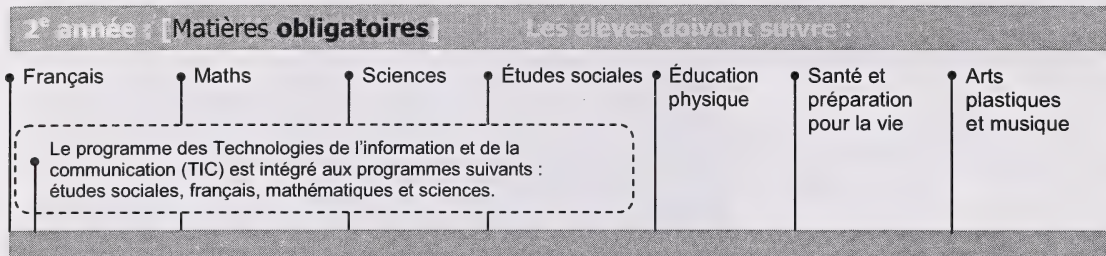 2e année : [Matières obligatoires] Les élèves doivent suivre :
Français
Maths
Sciences
Études sociales
Éducation
physique
Santé et
préparation
pour la vie
Arts
plastiques
et musique
Le programme des Technologies de l'information et de la
communication (TIC) est intégré aux programmes suivants :
études sociales, français, mathématiques et sciences.